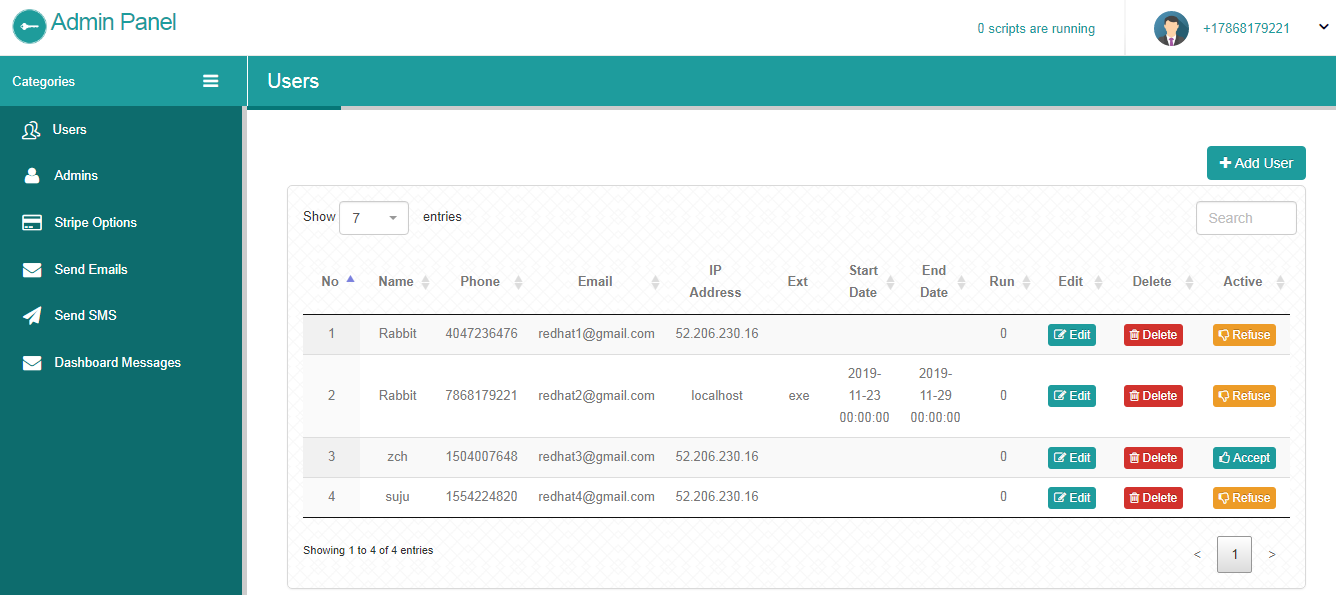 Admin Panel
0 scripts are running
+17868179221
Categories
Users
Users
Admins
Stripe Options
Send Emails
Send SMS
Dashboard Messages
Add User
Show 7 entries
Search
No Name Phone Email IP Address Ext Start Date End Date Run Edit Delete Active
1 Rabbit 4047236476 redhat1@gmail.com 52.206.230.16 0 Edit Delete Refuse
2 Rabbit 7868179221 redhat2@gmail.com localhost exe 2019-11-23 00:00:00 2019-11-29 00:00:00 0 Edit Delete Refuse
3 zch 1504007648 redhat3@gmail.com 52.206.230.16 0 Edit Delete Accept
4 suju 1554224820 redhat4@gmail.com 52.206.230.16 0 Edit Delete Refuse
Showing 1 to 4 of 4 entries
< 1 >